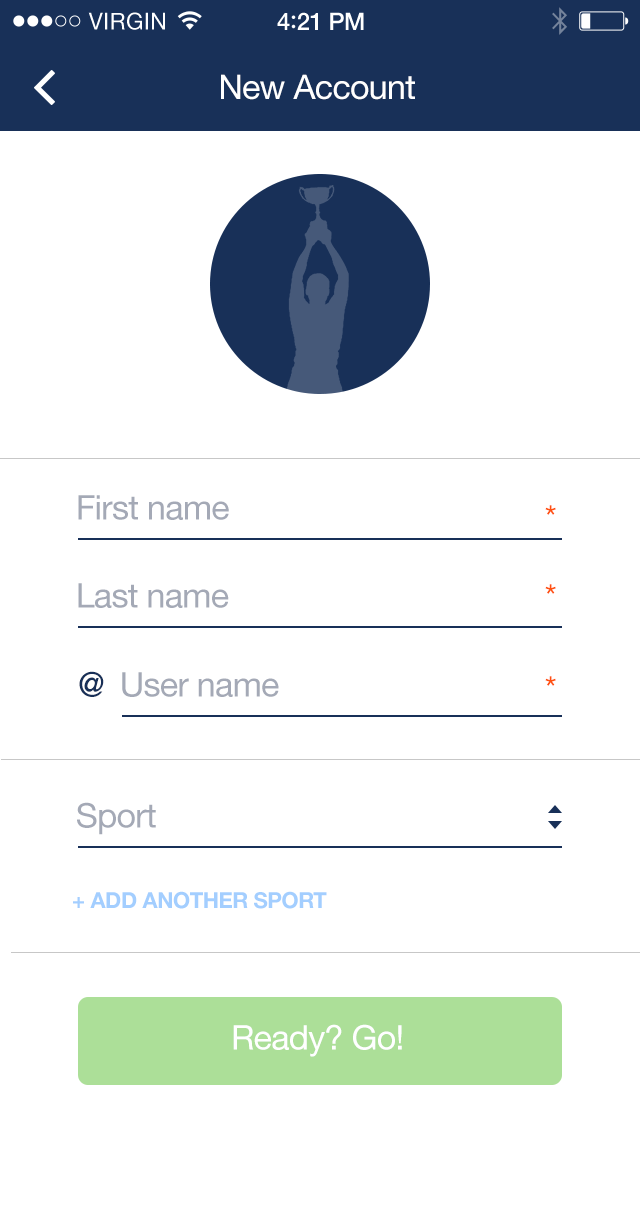 VIRGIN 4:21 PM
New Account
First name *
Last name *
@ User name *
Sport
+ ADD ANOTHER SPORT
Ready? Go!